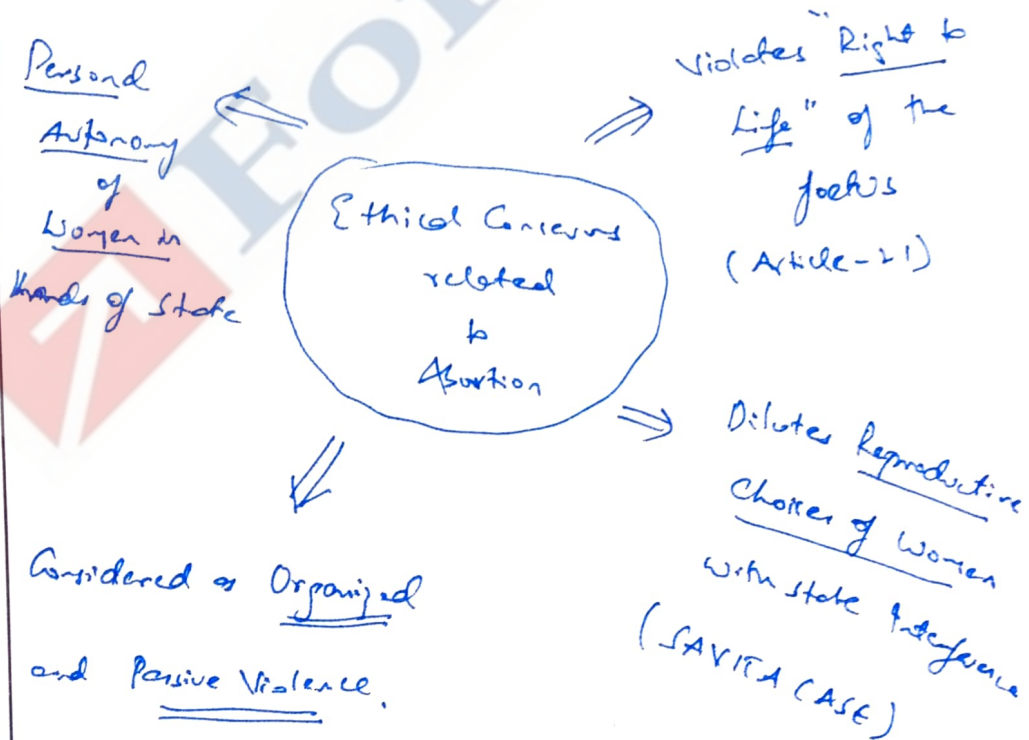 Personal
Autonomy
of
Women in
hands of State
Violates "Right to
Life" of the
foetus
(Article-21)
Ethical Concerns
related
to
Abortion
Dilutes Reproductive
Choices of Women
with state Interference
(SAVITA CASE)
Considered as Organized
and Passive Violence.